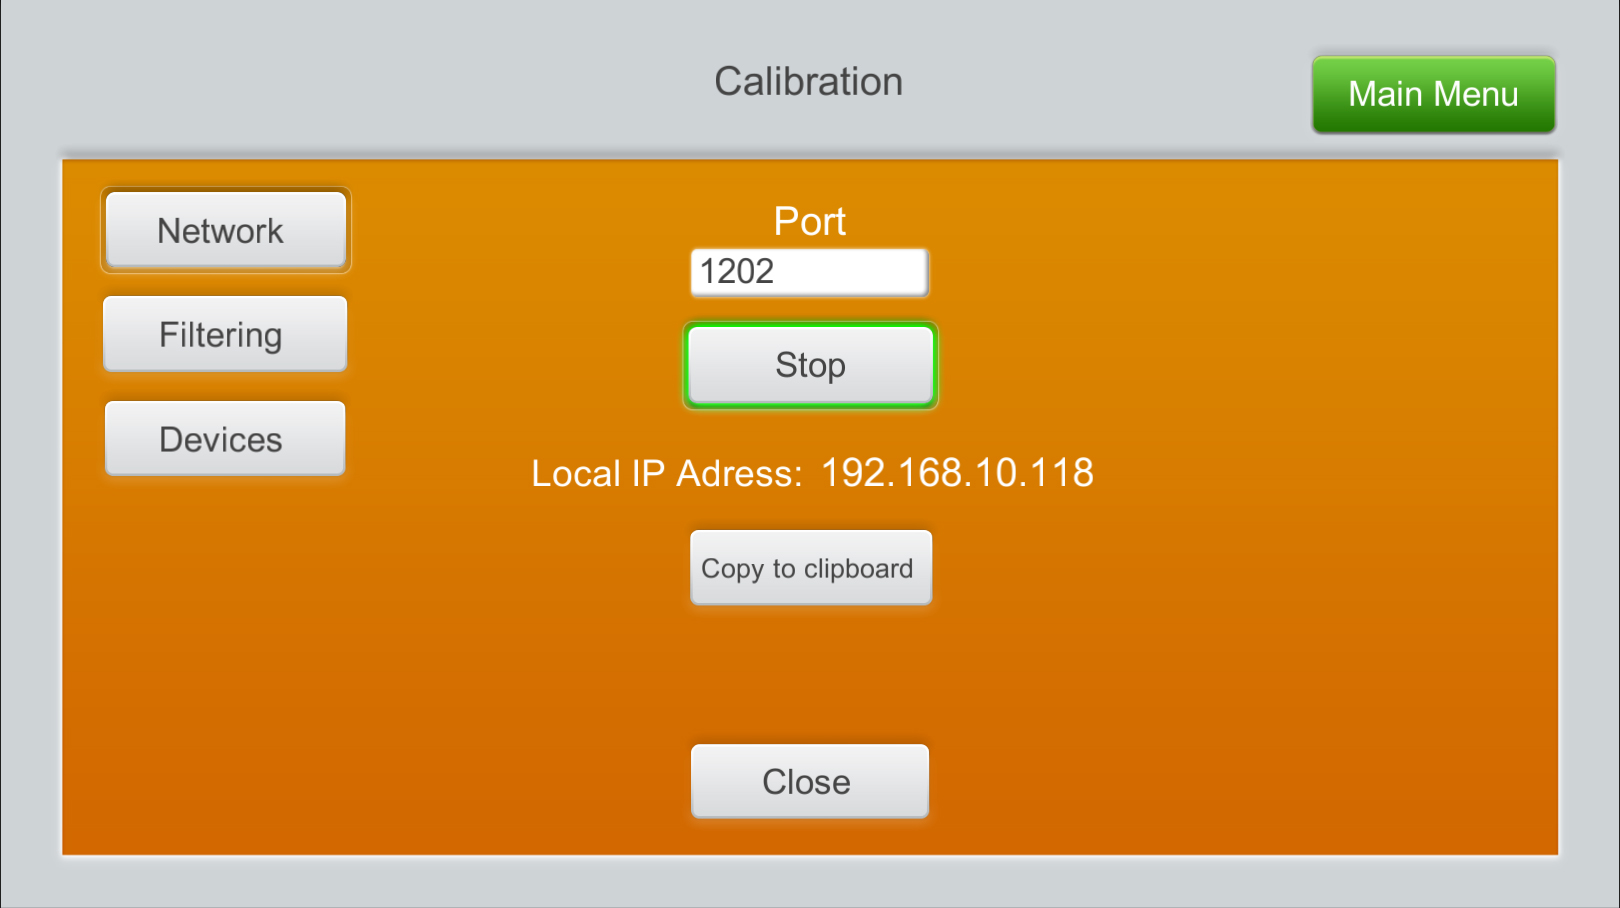 Calibration
Main Menu
Network
Filtering
Devices
Port
1202
Stop
Local IP Adress: 192.168.10.118
Copy to clipboard
Close